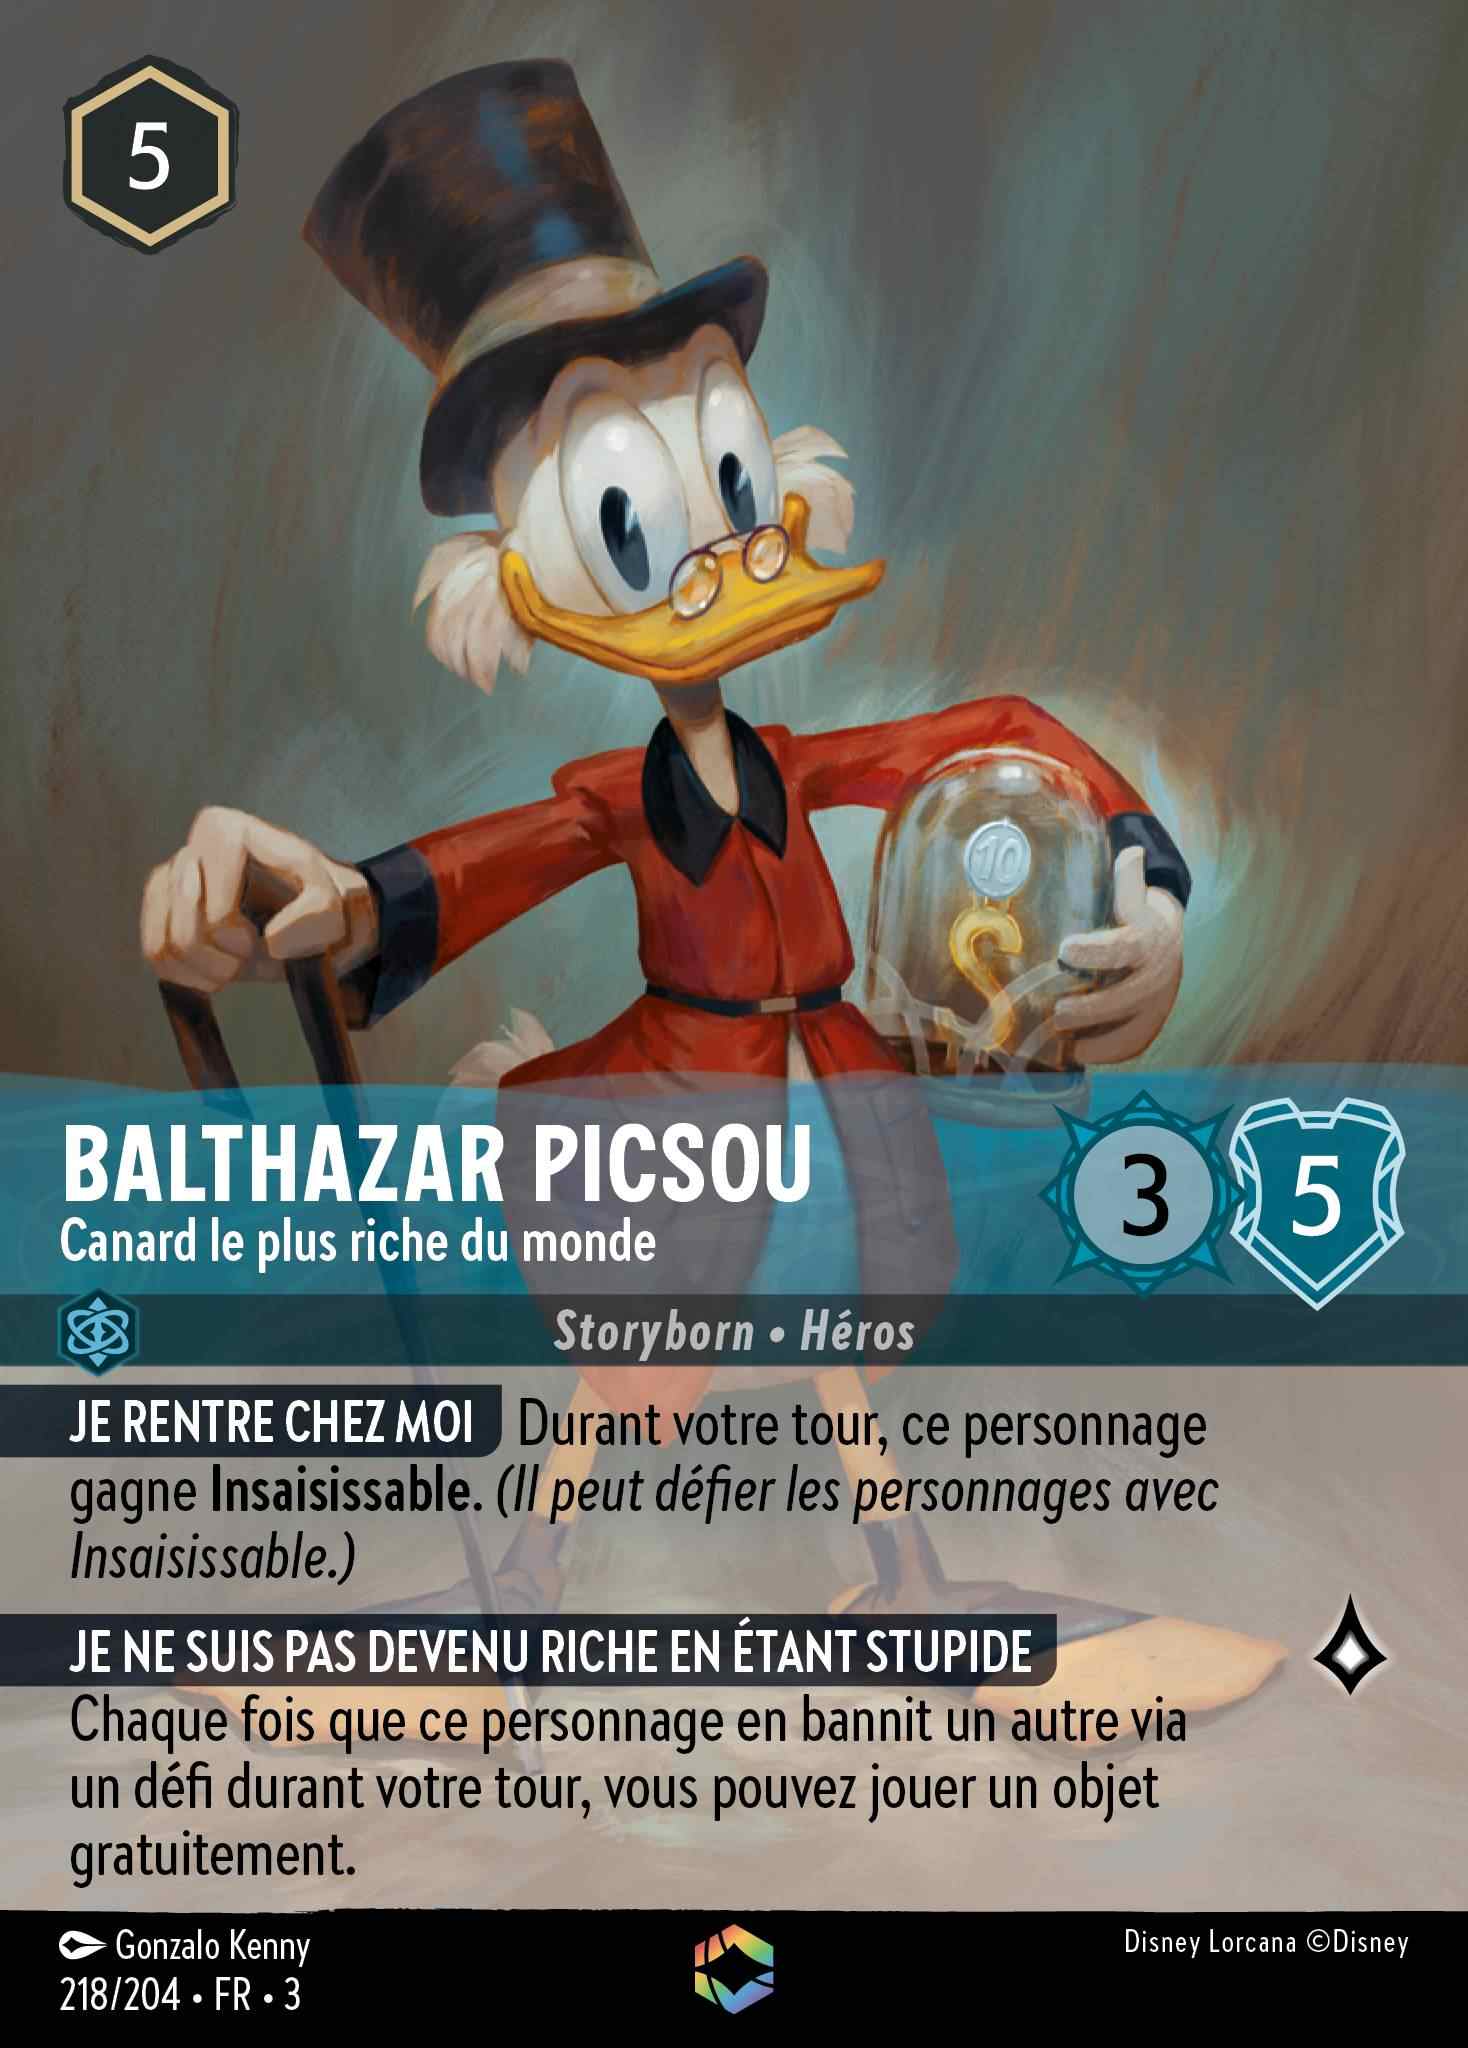 5
10
BALTHAZAR PICSOU
Canard le plus riche du monde
3
5
Storyborn • Héros
JE RENTRE CHEZ MOI Durant votre tour, ce personnage
gagne Insaisissable. (Il peut défier les personnages avec
Insaisissable.)
JE NE SUIS PAS DEVENU RICHE EN ÉTANT STUPIDE
Chaque fois que ce personnage en bannit un autre via
un défi durant votre tour, vous pouvez jouer un objet
gratuitement.
Gonzalo Kenny
Disney Lorcana ©Disney
218/204 • FR • 3